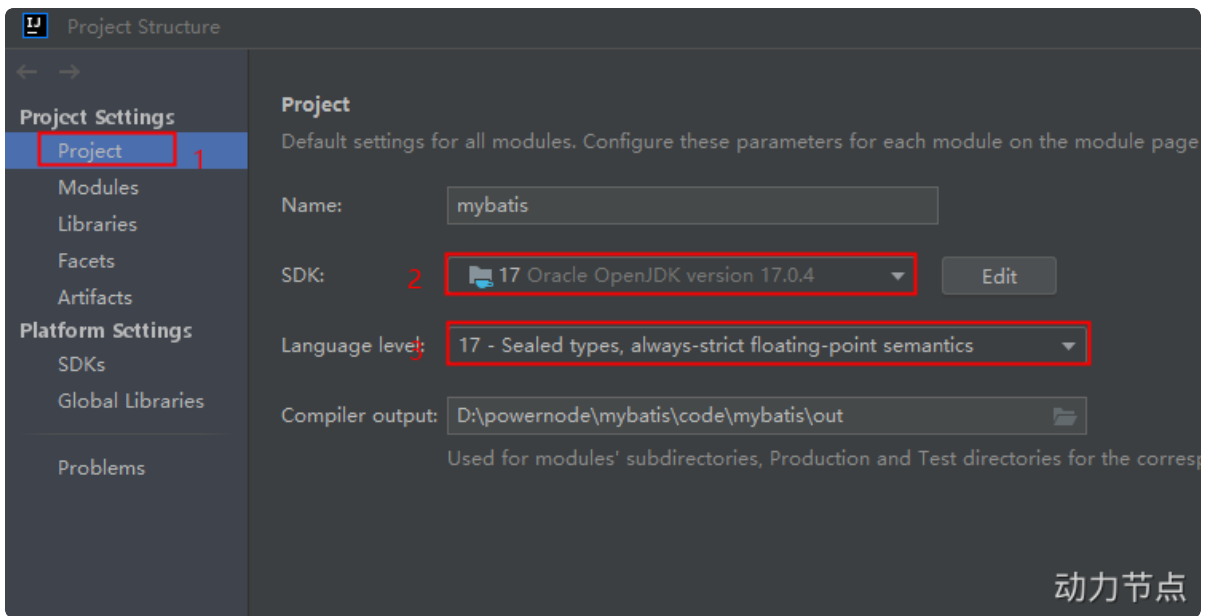 Project Structure
Project Settings
Project 1
Modules
Libraries
Facets
Artifacts
Platform Settings
SDKs
Global Libraries
Problems
Project
Default settings for all modules. Configure these parameters for each module on the module page
Name: mybatis
SDK: 2 17 Oracle OpenJDK version 17.0.4 Edit
Language level: 3 17 - Sealed types, always-strict floating-point semantics
Compiler output: D:\powernode\mybatis\code\mybatis\out
Used for modules' subdirectories, Production and Test directories for the corresp
动力节点